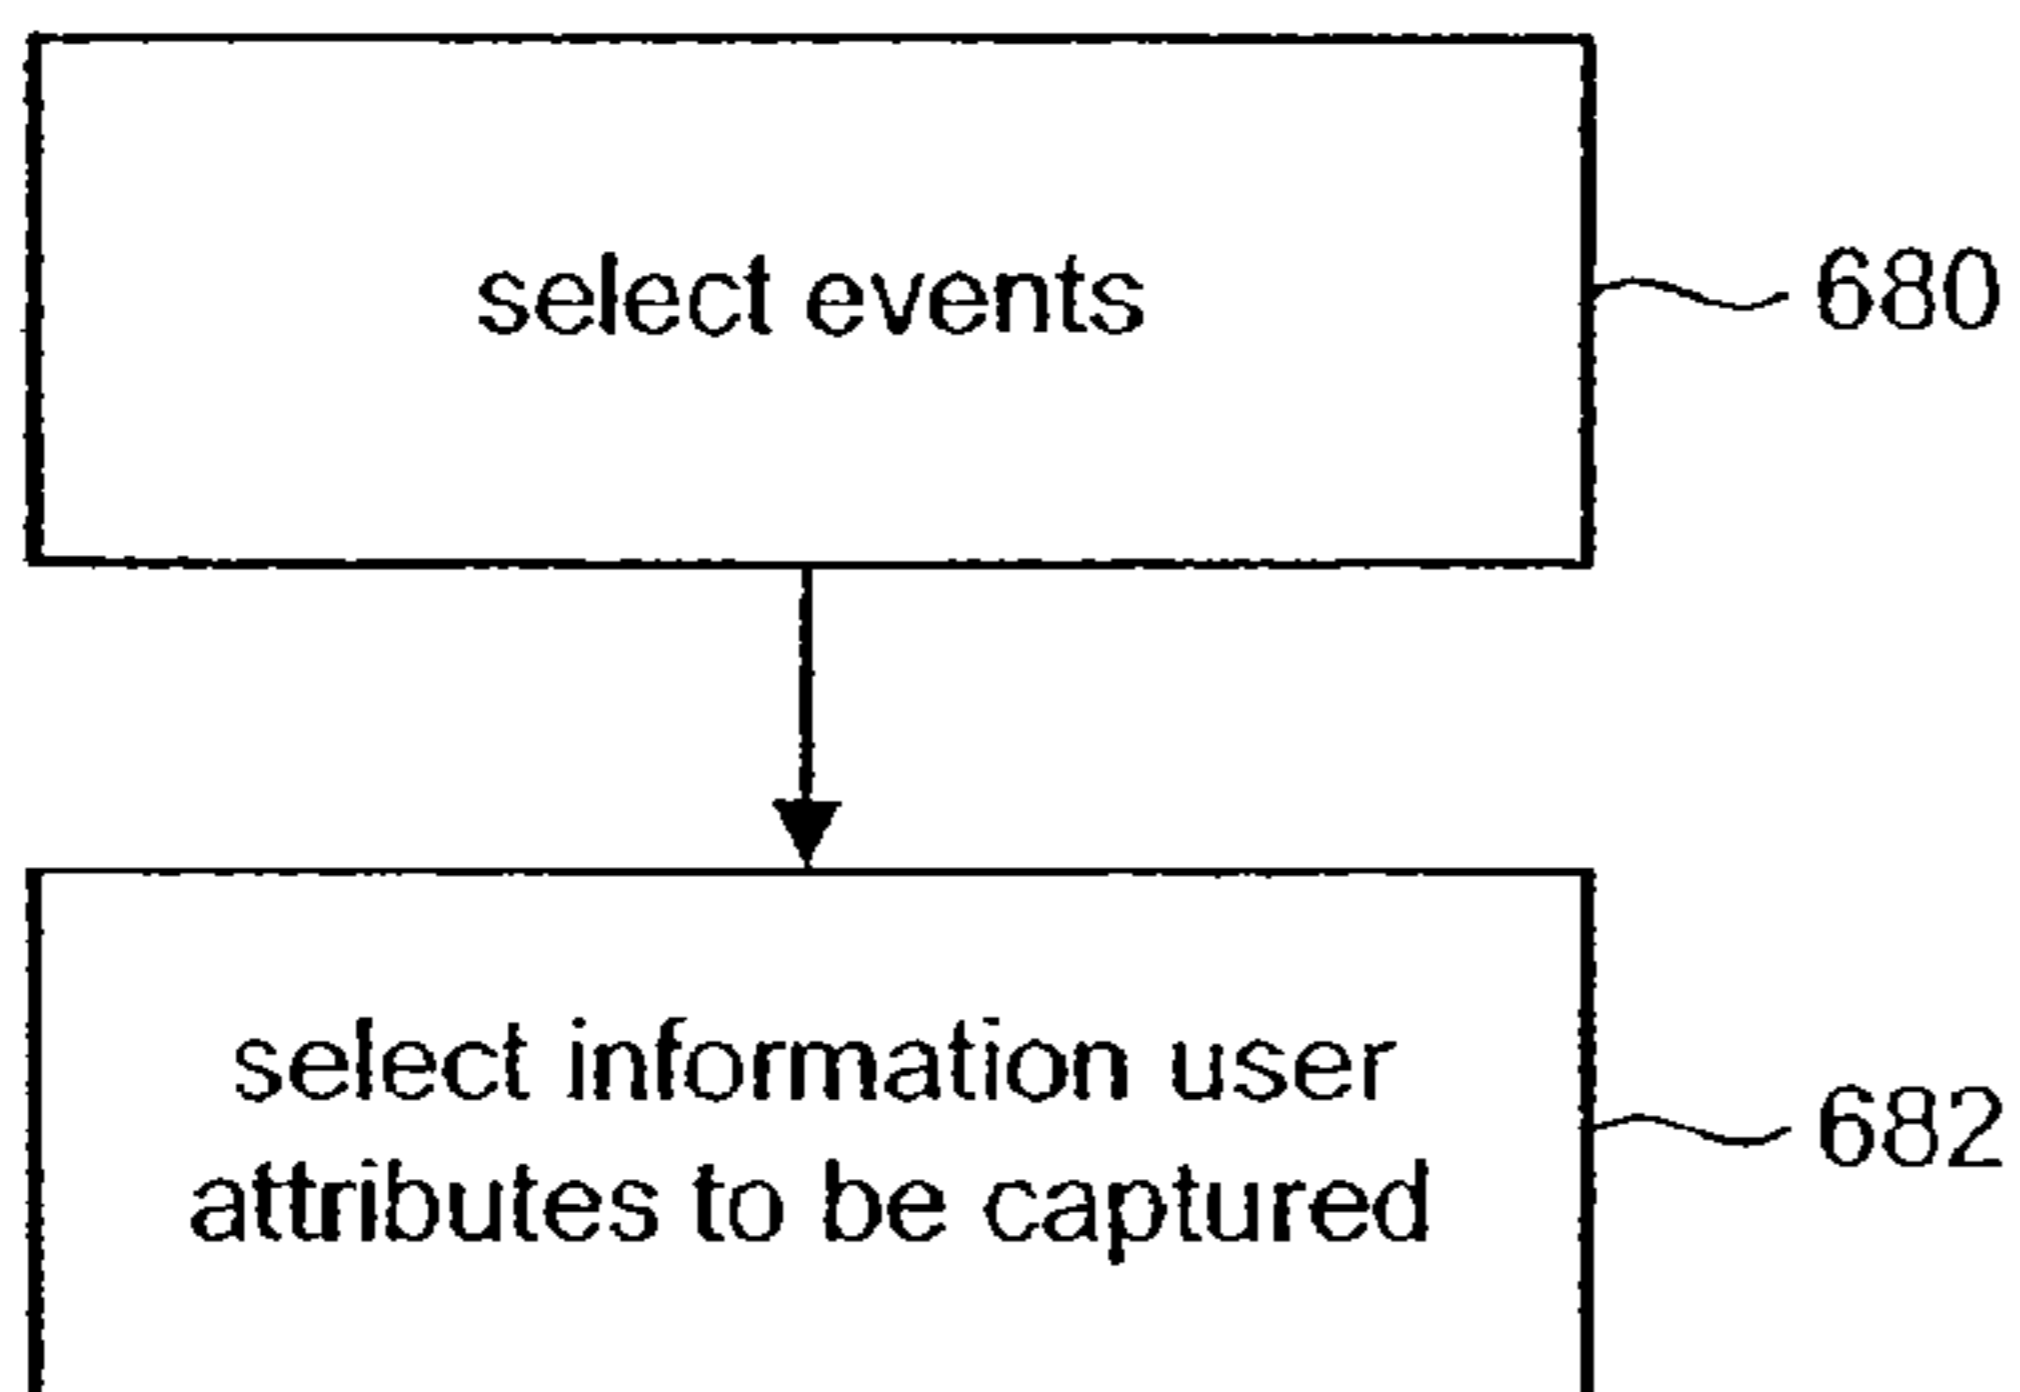 select events
680
select information user
attributes to be captured
682